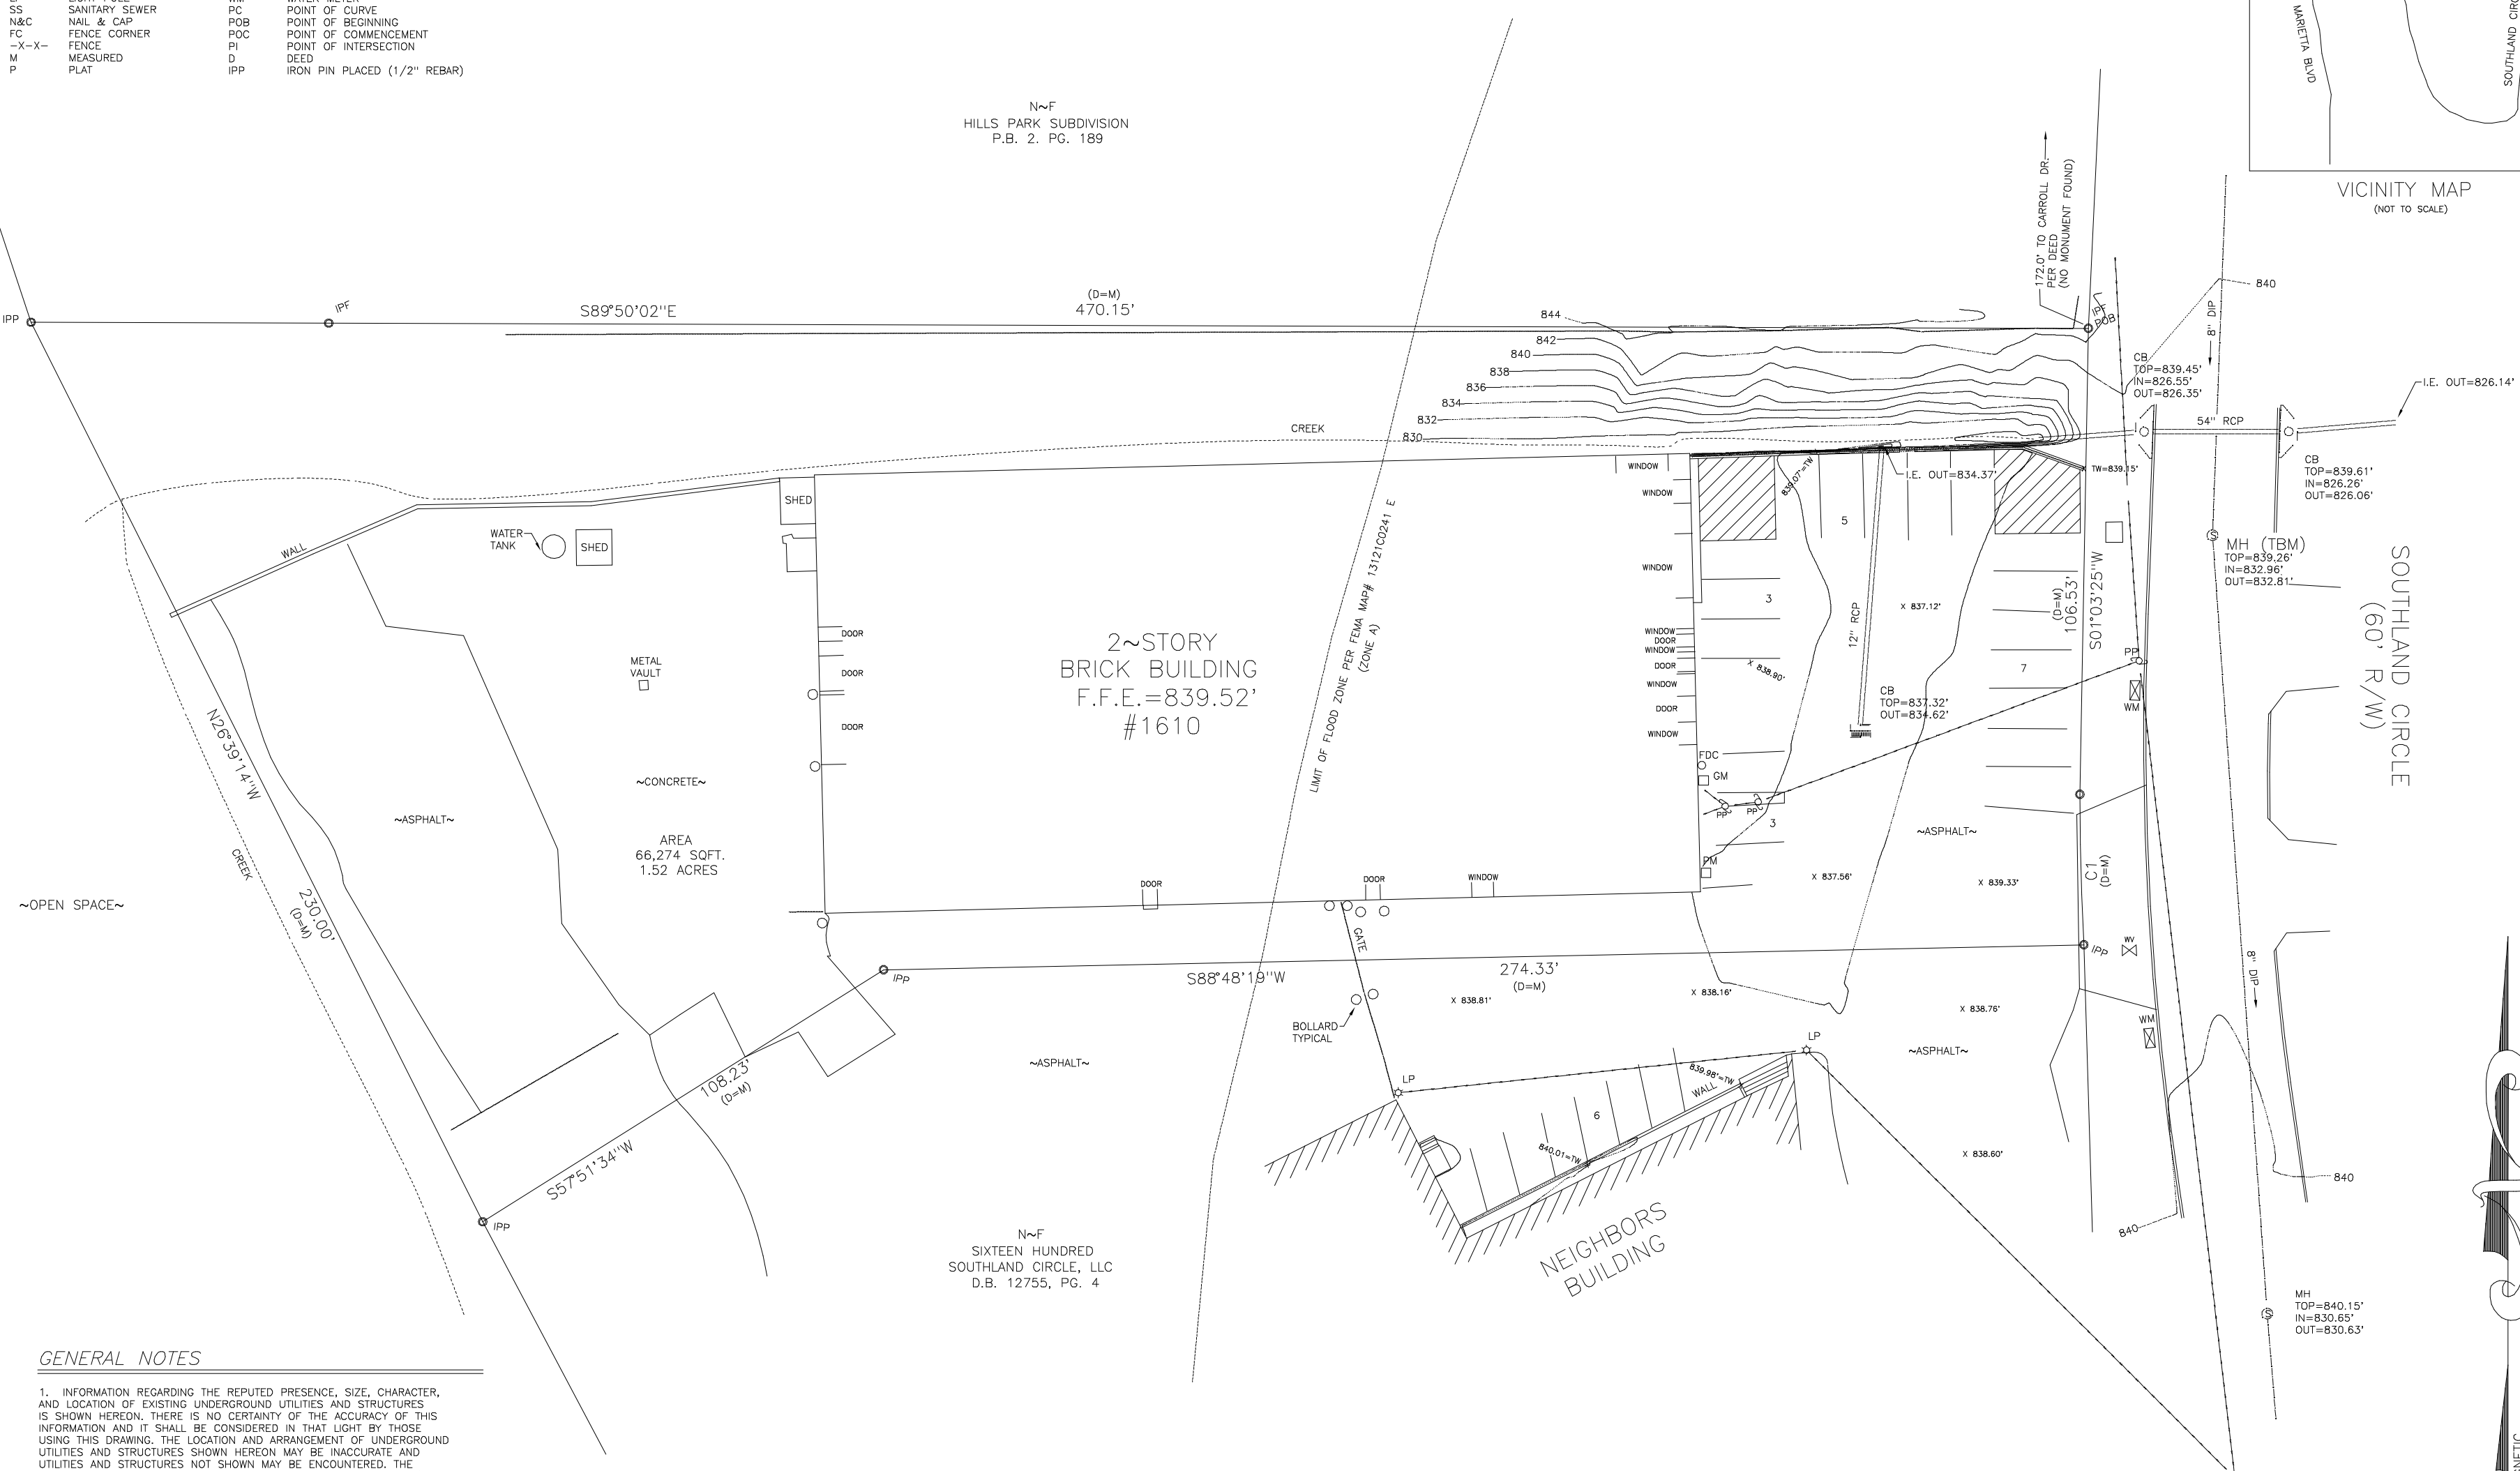 SS SANITARY SEWER PC POINT OF CURVE
N&C NAIL & CAP POB POINT OF BEGINNING
FC FENCE CORNER POC POINT OF COMMENCEMENT
-X-X- FENCE PI POINT OF INTERSECTION
M MEASURED D DEED
P PLAT IPP IRON PIN PLACED (1/2" REBAR)
MARIETTA BLVD
VICINITY MAP
(NOT TO SCALE)
N~F
HILLS PARK SUBDIVISION
P.B. 2. PG. 189
172.0' TO CARROLL DR.
PER DEED
(NO MONUMENT FOUND)
IPP
IPF
S89°50'02"E
(D=M)
470.15'
844
842
840
838
836
834
832
830
IPF
POB
840
8" DIP
CB
TOP=839.45'
IN=826.55'
OUT=826.35'
I.E. OUT=826.14'
54" RCP
CB
TOP=839.61'
IN=826.26'
OUT=826.06'
MH (TBM)
TOP=839.26'
IN=832.96'
OUT=832.81'
SOUTHLAND CIRCLE
(60' R/W)
CREEK
WALL
WATER
TANK
SHED
SHED
METAL
VAULT
DOOR
DOOR
DOOR
~CONCRETE~
~ASPHALT~
AREA
66,274 SQFT.
1.52 ACRES
2~STORY
BRICK BUILDING
F.F.E.=839.52'
#1610
LIMIT OF FLOOD ZONE PER FEMA MAP# 13121C0241 E
(ZONE A)
WINDOW
WINDOW
WINDOW
WINDOW
DOOR
WINDOW
DOOR
WINDOW
DOOR
WINDOW
839.07'=TW
I.E. OUT=834.37'
TW=839.15'
5
3
12" RCP
X 837.12'
X 838.90'
CB
TOP=837.32'
OUT=834.62'
7
(D=M)
106.53'
S01°03'25"W
PP
WM
FDC
GM
PP
PP
3
PM
~ASPHALT~
X 837.56'
X 839.33'
C1
(D=M)
IPP
WV
WM
8" DIP
DOOR
DOOR
WINDOW
GATE
N26°39'14"W
230.00'
(D=M)
CREEK
~OPEN SPACE~
IPP
S88°48'19"W
274.33'
(D=M)
X 838.81'
X 838.16'
X 838.76'
BOLLARD
TYPICAL
~ASPHALT~
~ASPHALT~
LP
LP
839.98'=TW
WALL
6
840.01=TW
X 838.60'
108.23'
(D=M)
S57°51'34"W
IPP
N~F
SIXTEEN HUNDRED
SOUTHLAND CIRCLE, LLC
D.B. 12755, PG. 4
NEIGHBORS
BUILDING
840
840
MH
TOP=840.15'
IN=830.65'
OUT=830.63'
GENERAL NOTES
1. INFORMATION REGARDING THE REPUTED PRESENCE, SIZE, CHARACTER,
AND LOCATION OF EXISTING UNDERGROUND UTILITIES AND STRUCTURES
IS SHOWN HEREON. THERE IS NO CERTAINTY OF THE ACCURACY OF THIS
INFORMATION AND IT SHALL BE CONSIDERED IN THAT LIGHT BY THOSE
USING THIS DRAWING. THE LOCATION AND ARRANGEMENT OF UNDERGROUND
UTILITIES AND STRUCTURES SHOWN HEREON MAY BE INACCURATE AND
UTILITIES AND STRUCTURES NOT SHOWN MAY BE ENCOUNTERED. THE